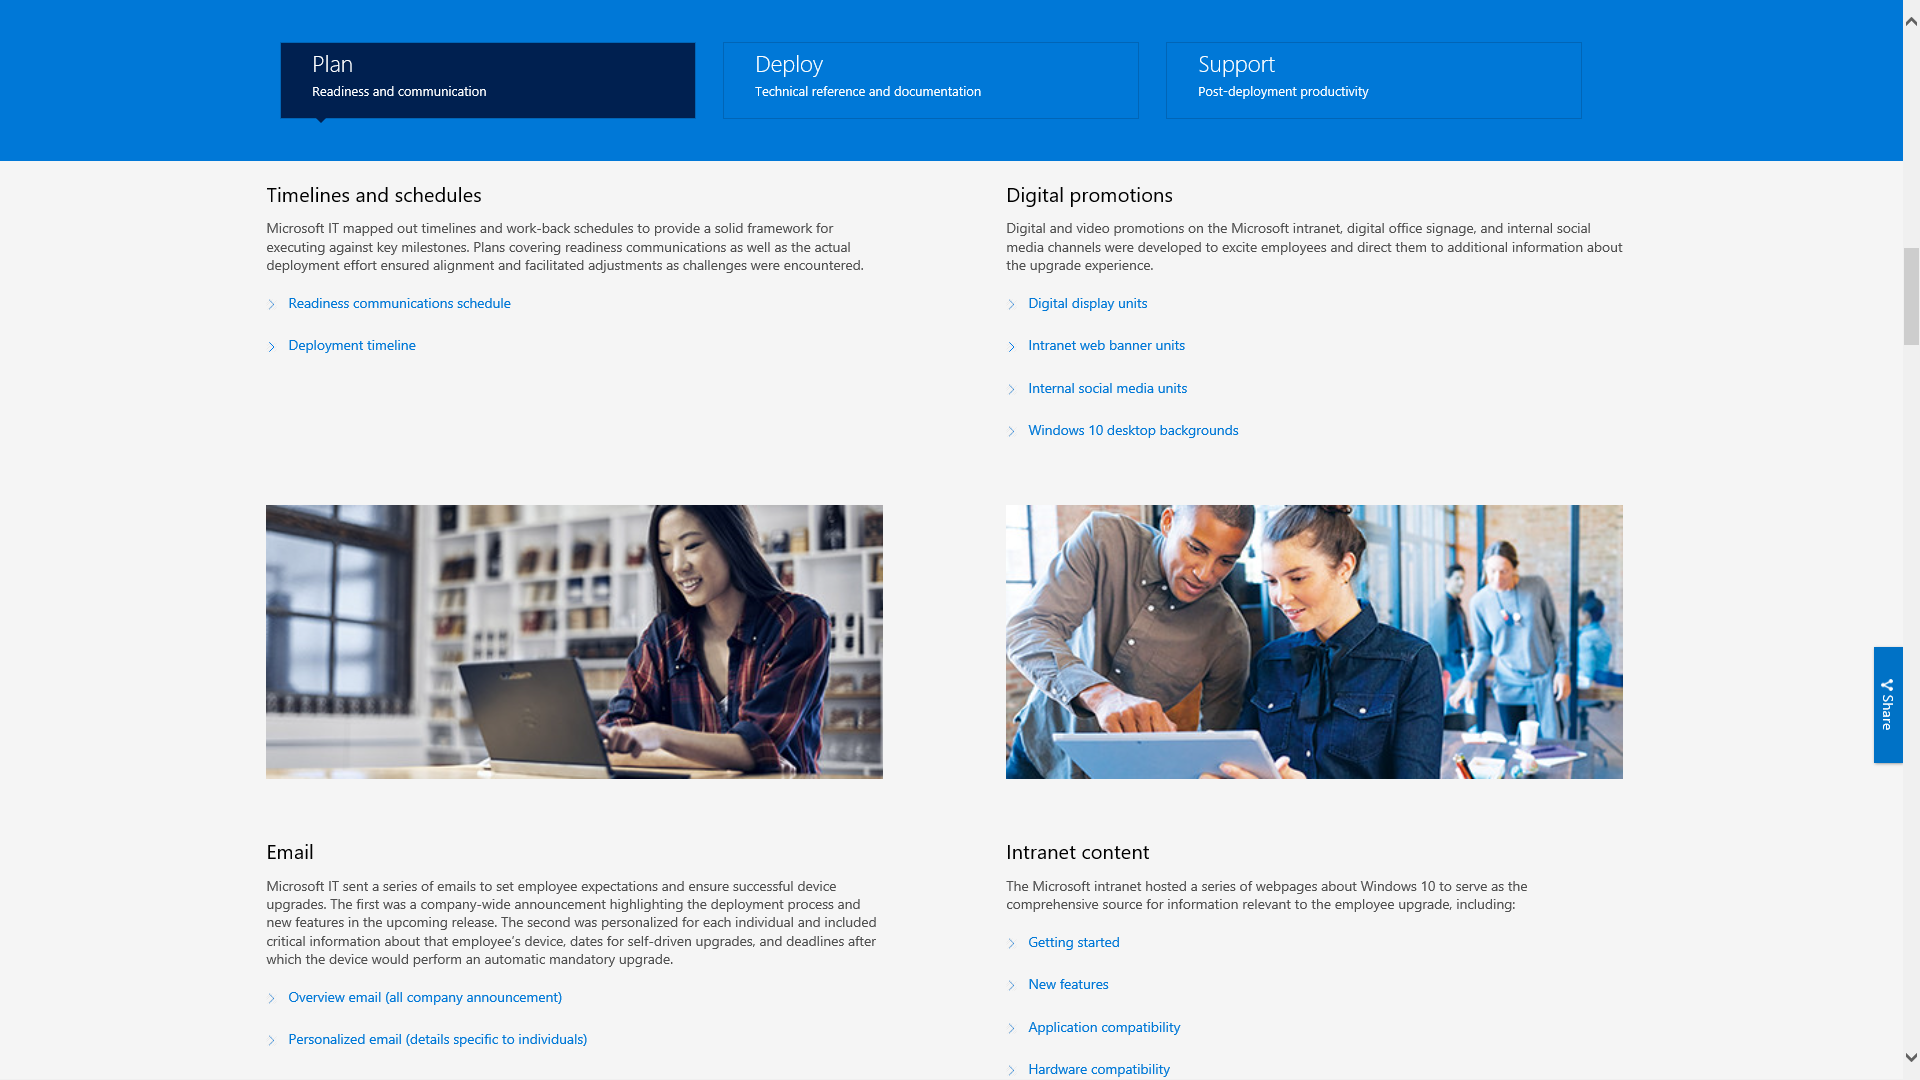 Plan
Readiness and communication
Deploy
Technical reference and documentation
Support
Post-deployment productivity
Timelines and schedules
Microsoft IT mapped out timelines and work-back schedules to provide a solid framework for
executing against key milestones. Plans covering readiness communications as well as the actual
deployment effort ensured alignment and facilitated adjustments as challenges were encountered.
Readiness communications schedule
Deployment timeline
Digital promotions
Digital and video promotions on the Microsoft intranet, digital office signage, and internal social
media channels were developed to excite employees and direct them to additional information about
the upgrade experience.
Digital display units
Intranet web banner units
Internal social media units
Windows 10 desktop backgrounds
Share
Email
Microsoft IT sent a series of emails to set employee expectations and ensure successful device
upgrades. The first was a company-wide announcement highlighting the deployment process and
new features in the upcoming release. The second was personalized for each individual and included
critical information about that employee's device, dates for self-driven upgrades, and deadlines after
which the device would perform an automatic mandatory upgrade.
Overview email (all company announcement)
Personalized email (details specific to individuals)
Intranet content
The Microsoft intranet hosted a series of webpages about Windows 10 to serve as the
comprehensive source for information relevant to the employee upgrade, including:
Getting started
New features
Application compatibility
Hardware compatibility